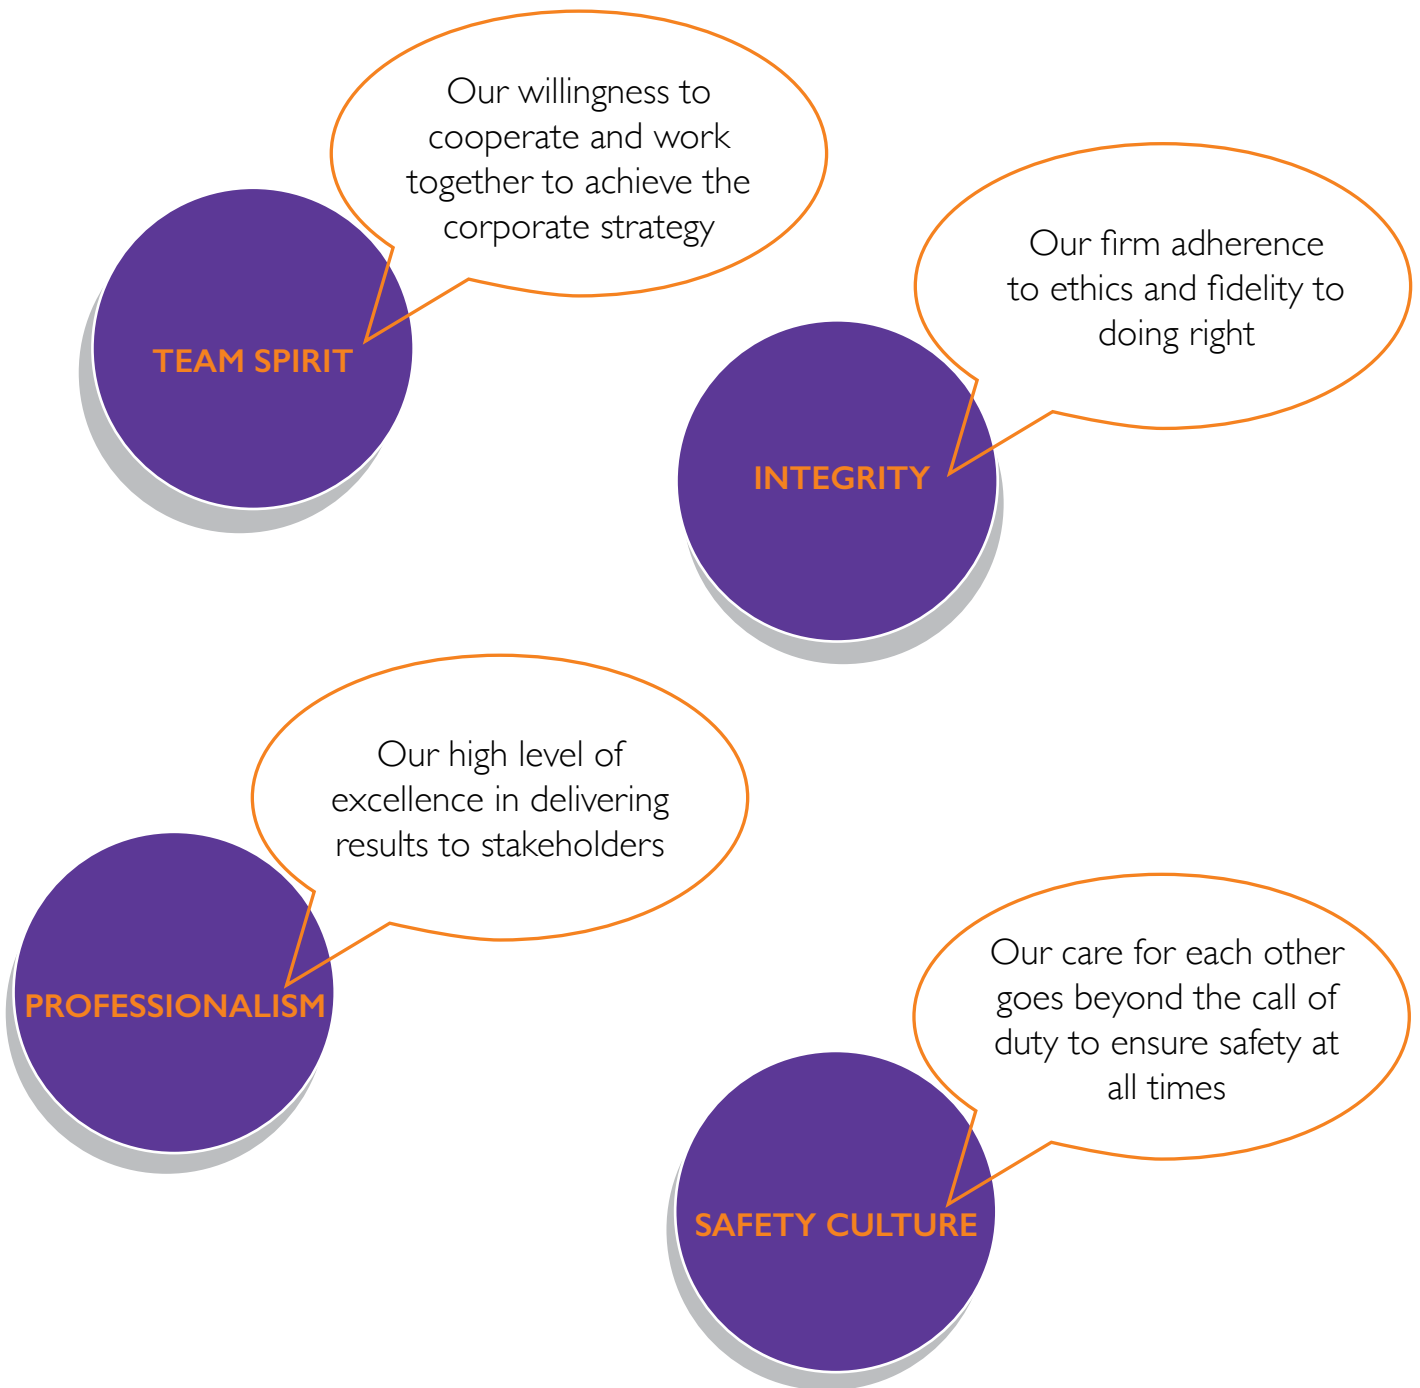 Our willingness to
cooperate and work
together to achieve the
corporate strategy
TEAM SPIRIT
Our firm adherence
to ethics and fidelity to
doing right
INTEGRITY
Our high level of
excellence in delivering
results to stakeholders
PROFESSIONALISM
Our care for each other
goes beyond the call of
duty to ensure safety at
all times
SAFETY CULTURE